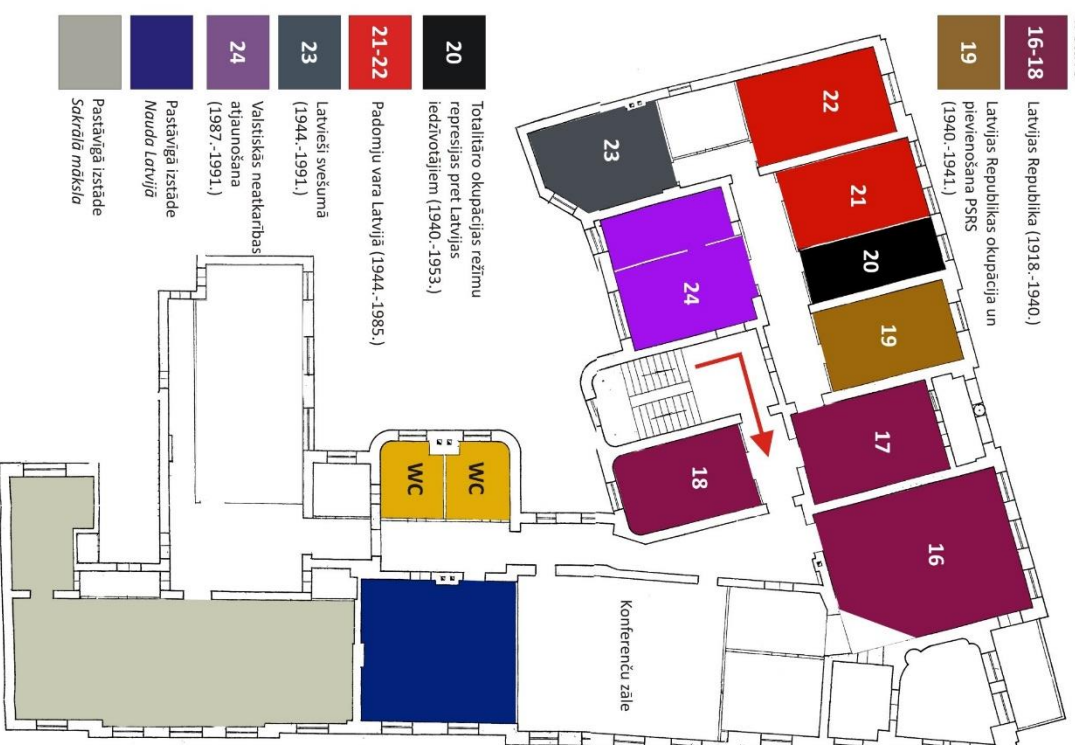 16-18
Latvijas Republika (1918.-1940.)
19
Latvijas Republikas okupācija un
pievienošana PSRS
(1940.-1941.)
20
Totalitāro okupācijas režīmu
represijas pret Latvijas
iedzīvotājiem (1940.-1953.)
21-22
Padomju vara Latvijā (1944.-1985.)
23
Latvieši svešumā
(1944.-1991.)
24
Valstiskās neatkarības
atjaunošana
(1987.-1991.)
Pastāvīgā izstāde
Nauda Latvijā
Pastāvīgā izstāde
Sakrālā māksla
22
21
20
19
17
16
23
24
18
WC
WC
Konferenču zāle